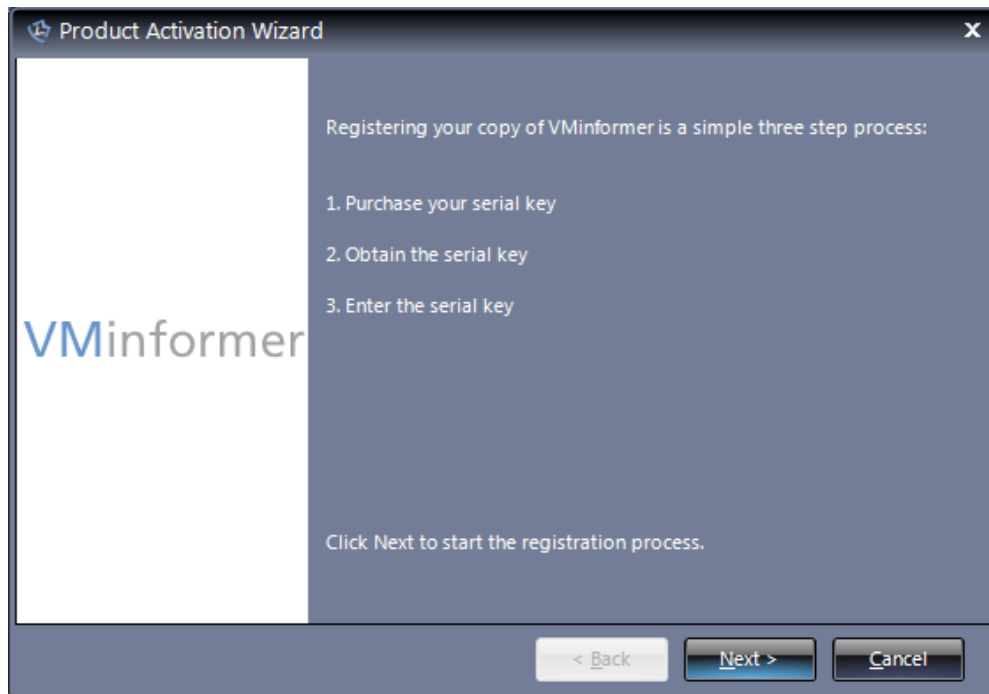 Product Activation Wizard
x
Registering your copy of VMinformer is a simple three step process:
1. Purchase your serial key
2. Obtain the serial key
3. Enter the serial key
VMinformer
Click Next to start the registration process.
< Back Next > Cancel